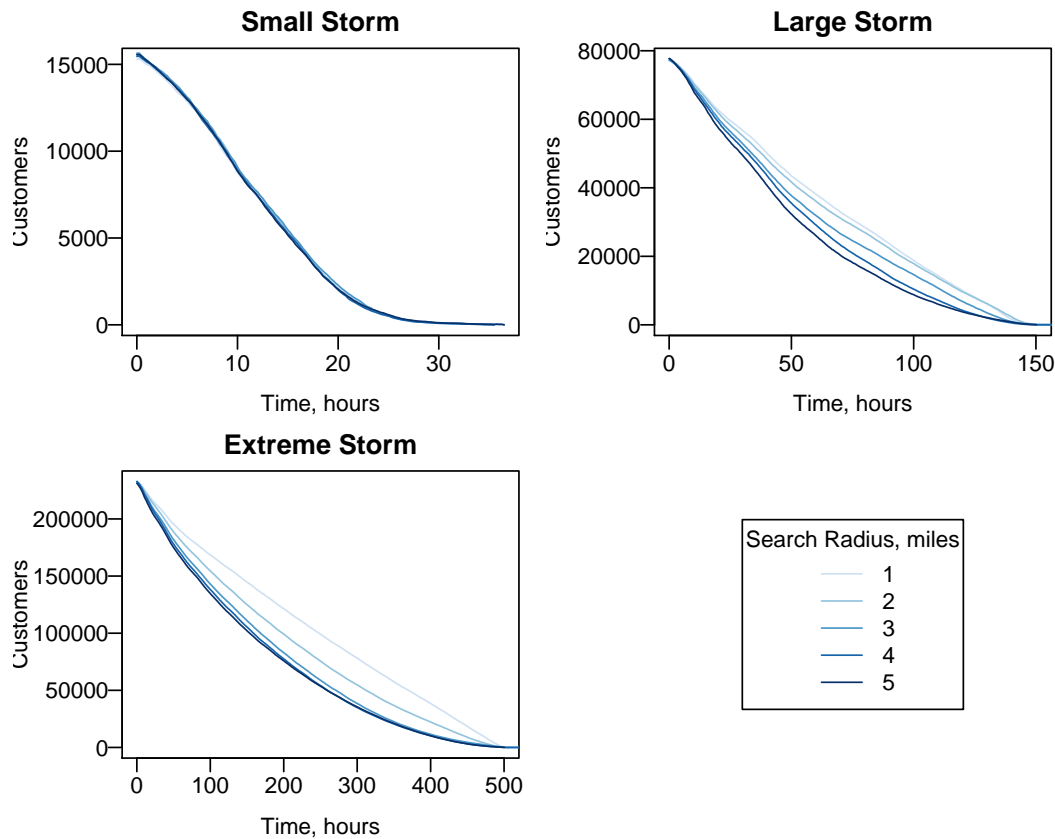 Small Storm
Customers
15000
10000
5000
0
0 10 20 30
Time, hours
Large Storm
Customers
80000
60000
40000
20000
0
0 50 100 150
Time, hours
Extreme Storm
Customers
200000
150000
100000
50000
0
0 100 200 300 400 500
Time, hours
Search Radius, miles
1
2
3
4
5